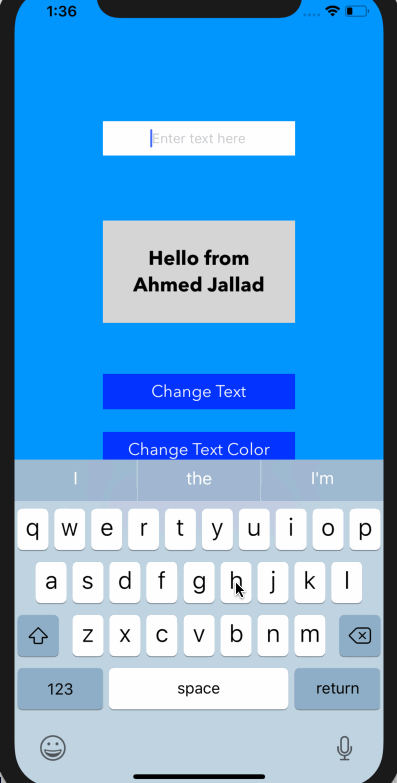 1:36
Enter text here
Hello from
Ahmed Jallad
Change Text
Change Text Color
I the I'm
q w e r t y u i o p
a s d f g h j k l
z x c v b n m
123 space return